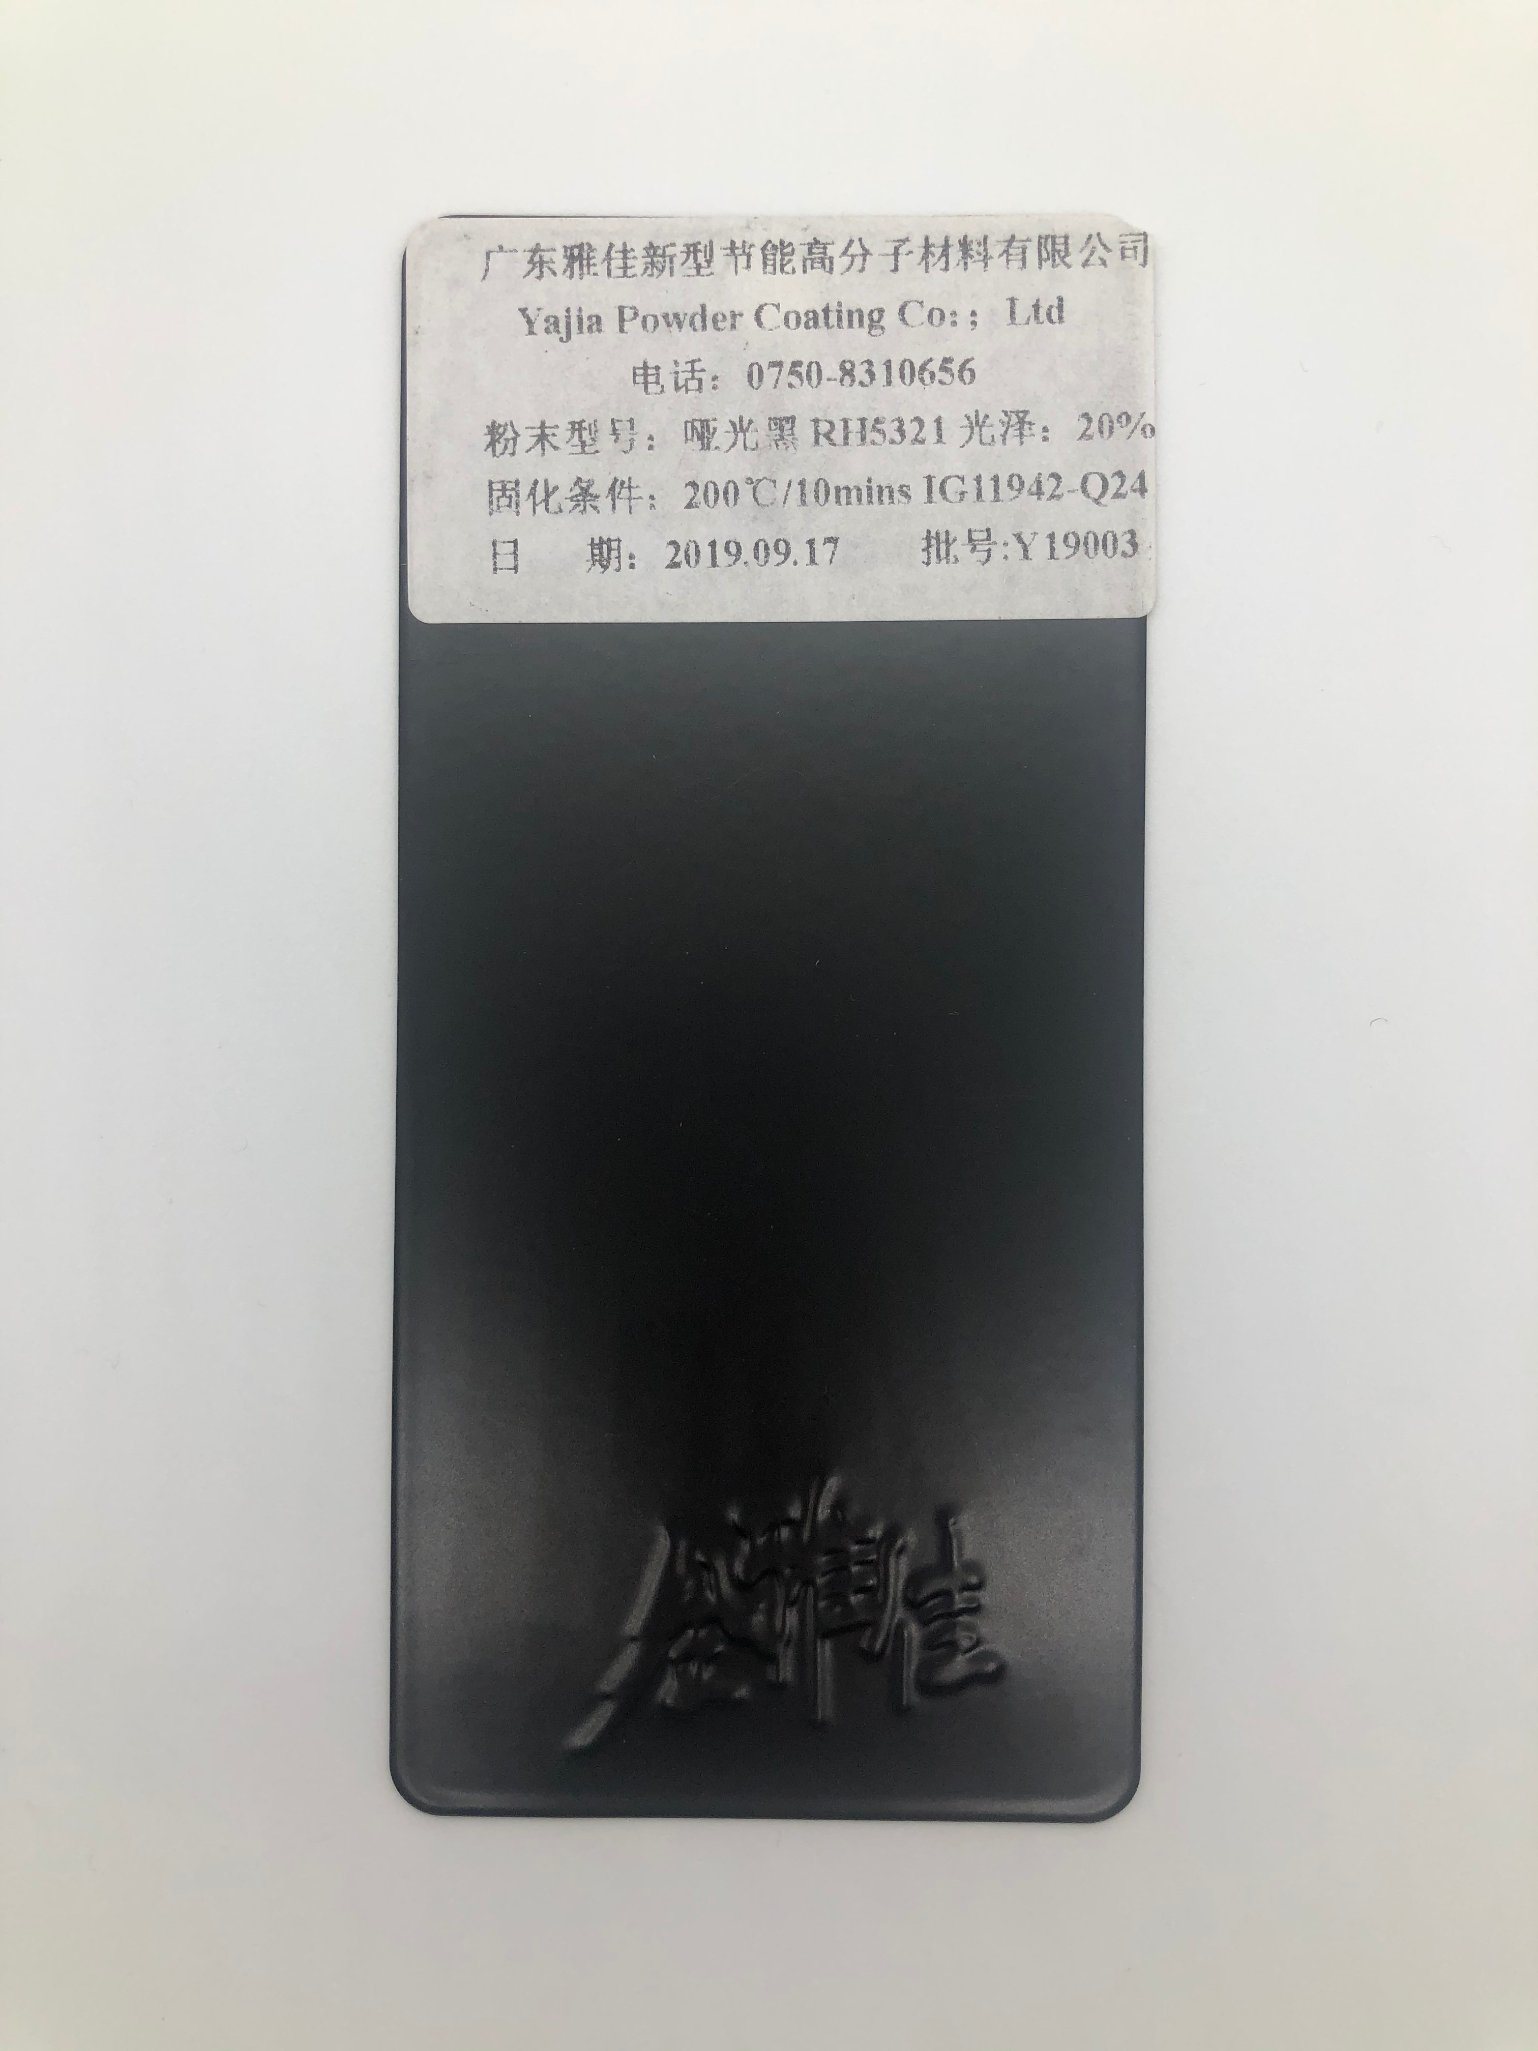 广东雅佳新型节能高分子材料有限公司
Yajia Powder Coating Co:；Ltd
电话：0750-8310656
粉末型号：哑光黑 RH5321 光泽：20%
固化条件：200℃/10mins IG11942-Q24
日 期：2019.09.17 批号:Y19003
雅佳